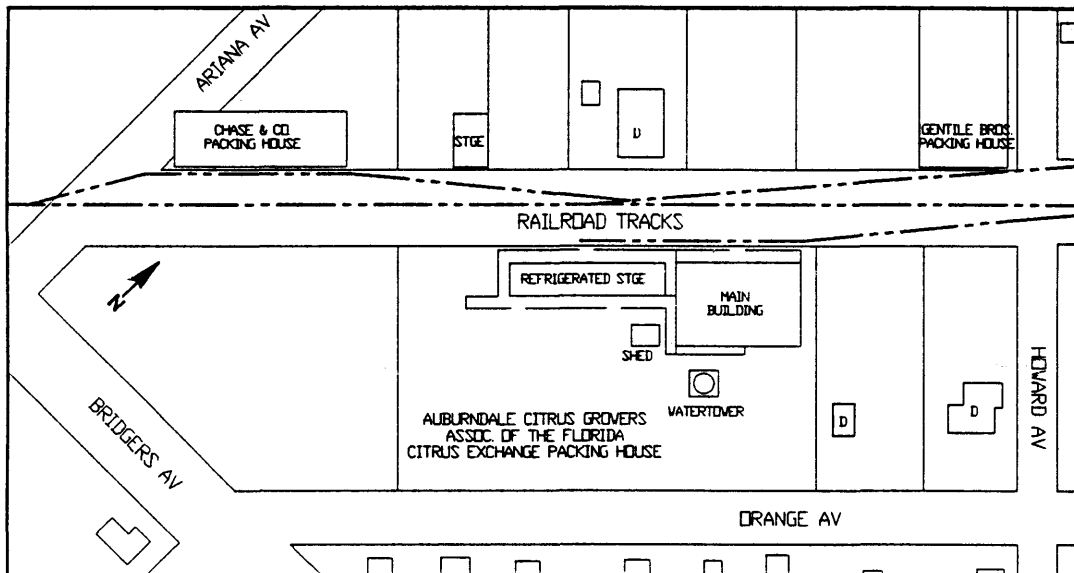 ARIANA AV
CHASE & CO.
PACKING HOUSE
STGE
D
GENTILE BROS.
PACKING HOUSE
RAILROAD TRACKS
N
REFRIGERATED STGE
MAIN
BUILDING
SHED
WATERTOWER
AUBURNDALE CITRUS GROWERS
ASSOC. OF THE FLORIDA
CITRUS EXCHANGE PACKING HOUSE
D
D
HOWARD AV
BRIDGERS AV
ORANGE AV